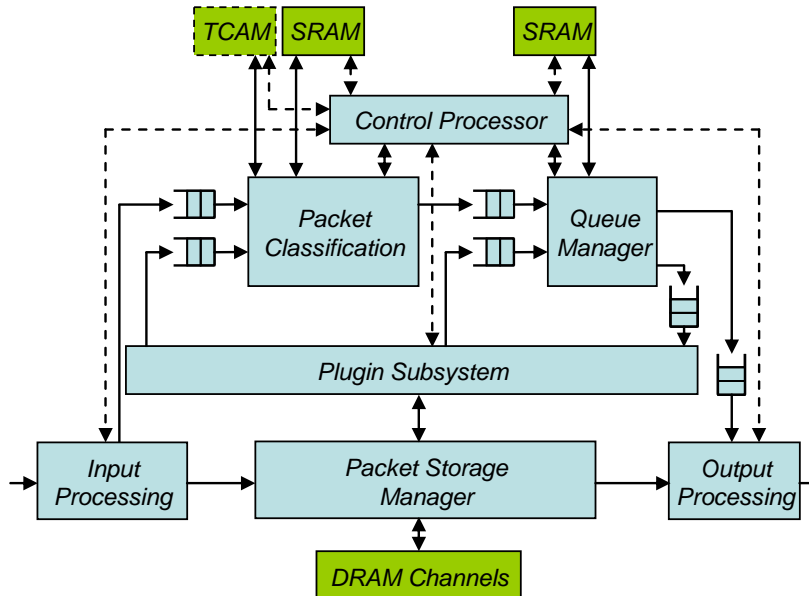 TCAM
SRAM
SRAM
Control Processor
Packet
Classification
Queue
Manager
Plugin Subsystem
Input
Processing
Packet Storage
Manager
Output
Processing
DRAM Channels